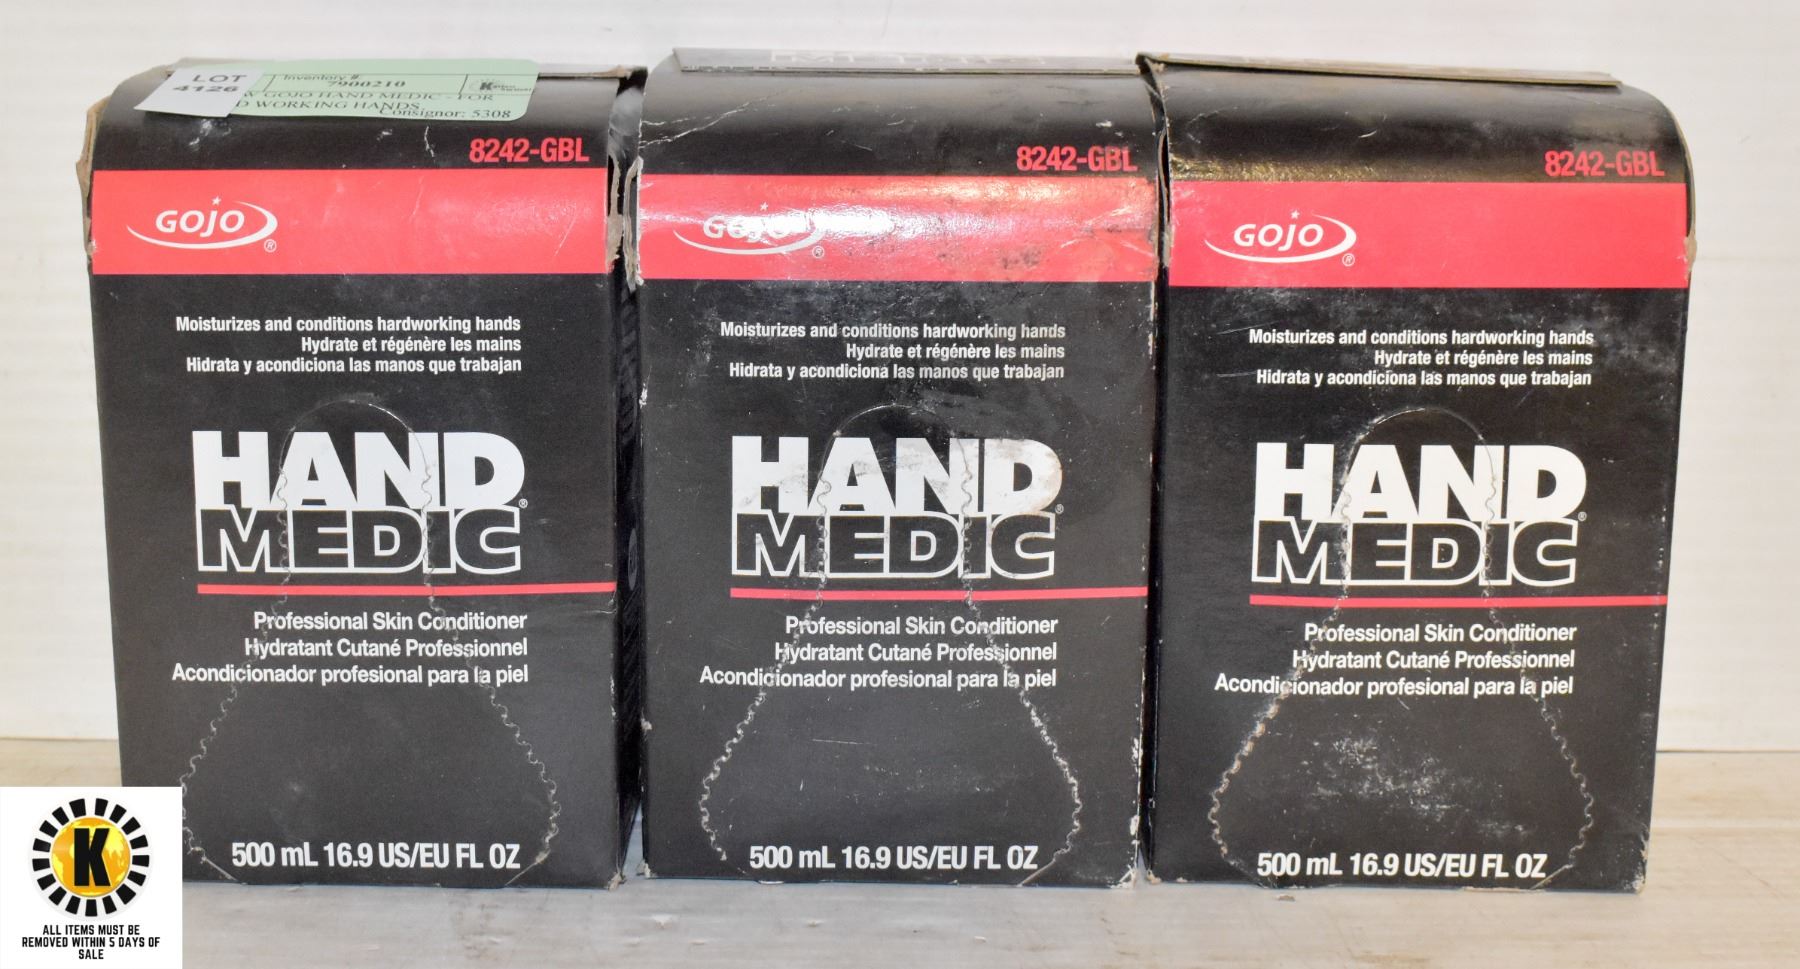 LOT
4126
Inventory #.
7900210
GOJO HAND MEDIC - FOR
WORKING HANDS.
Consignor: 5308
K
8242-GBL
GOJO®
Moisturizes and conditions hardworking hands
Hydrate et régénère les mains
Hidrata y acondiciona las manos que trabajan
HAND
MEDIC®
Professional Skin Conditioner
Hydratant Cutané Professionnel
Acondicionador profesional para la piel
500 mL 16.9 US/EU FL OZ
MEDIC
8242-GBL
GOJO®
Moisturizes and conditions hardworking hands
Hydrate et régénère les mains
Hidrata y acondiciona las manos que trabajan
HAND
MEDIC®
Professional Skin Conditioner
Hydratant Cutané Professionnel
Acondicionador profesional para la piel
500 mL 16.9 US/EU FL OZ
8242-GBL
GOJO®
Moisturizes and conditions hardworking hands
Hydrate et régénère les mains
Hidrata y acondiciona las manos que trabajan
HAND
MEDIC®
Professional Skin Conditioner
Hydratant Cutané Professionnel
Acondicionador profesional para la piel
500 mL 16.9 US/EU FL OZ
K
ALL ITEMS MUST BE
REMOVED WITHIN 5 DAYS OF
SALE